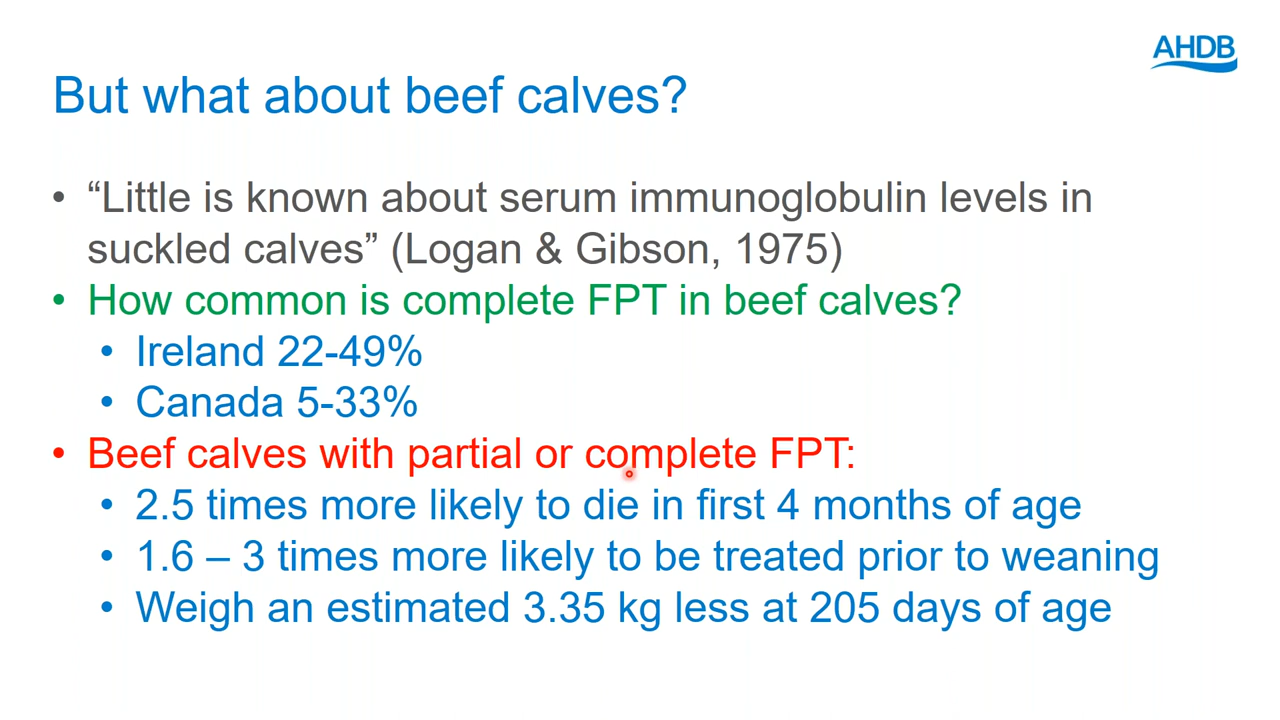 AHDB
But what about beef calves?
• “Little is known about serum immunoglobulin levels in
suckled calves” (Logan & Gibson, 1975)
• How common is complete FPT in beef calves?
• Ireland 22-49%
• Canada 5-33%
• Beef calves with partial or complete FPT:
• 2.5 times more likely to die in first 4 months of age
• 1.6 – 3 times more likely to be treated prior to weaning
• Weigh an estimated 3.35 kg less at 205 days of age